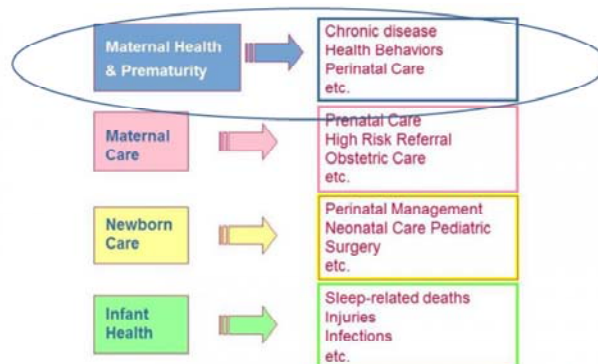 Maternal Health
& Prematurity
Chronic disease
Health Behaviors
Perinatal Care
etc.
Maternal
Care
Prenatal Care
High Risk Referral
Obstetric Care
etc.
Newborn
Care
Perinatal Management
Neonatal Care Pediatric
Surgery
etc.
Infant
Health
Sleep-related deaths
Injuries
Infections
etc.